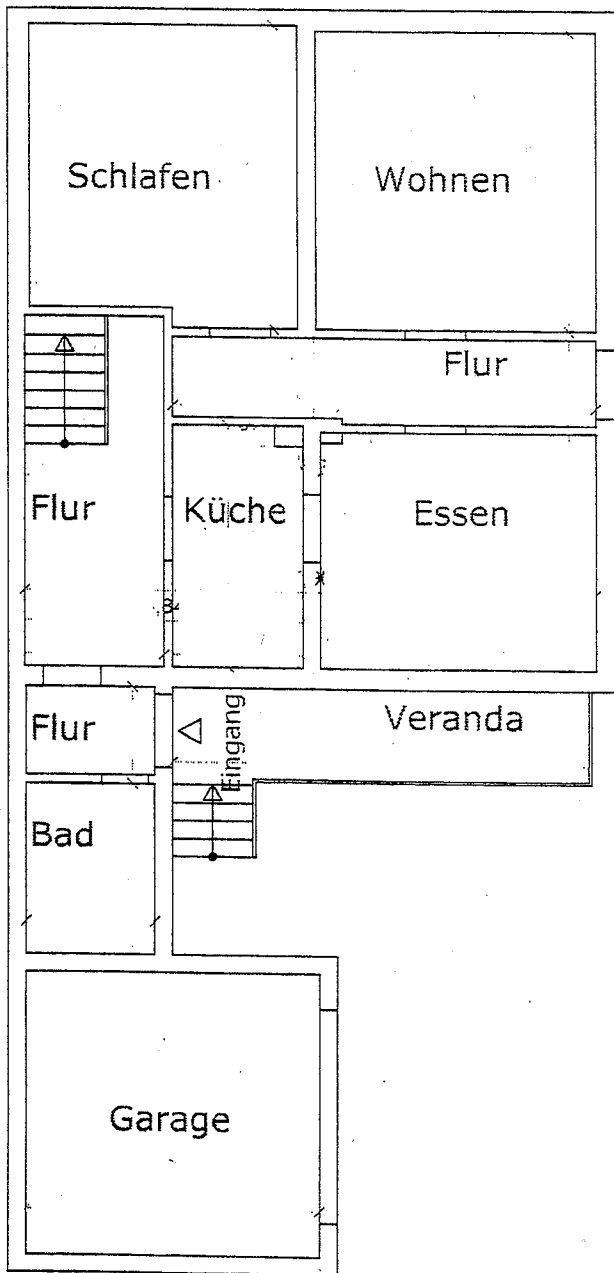 Schlafen
Wohnen
Flur
Flur
Küche
Essen
Flur
Eingang
Veranda
Bad
Garage